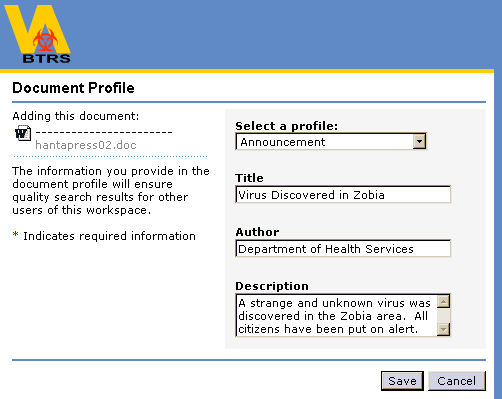 VA
BTRS
Document Profile
Adding this document:
-----------------------
hantapress02.doc
The information you provide in the
document profile will ensure
quality search results for other
users of this workspace.
* Indicates required information
Select a profile:
Announcement
Title
Virus Discovered in Zobia
Author
Department of Health Services
Description
A strange and unknown virus was
discovered in the Zobia area. All
citizens have been put on alert.
Save Cancel